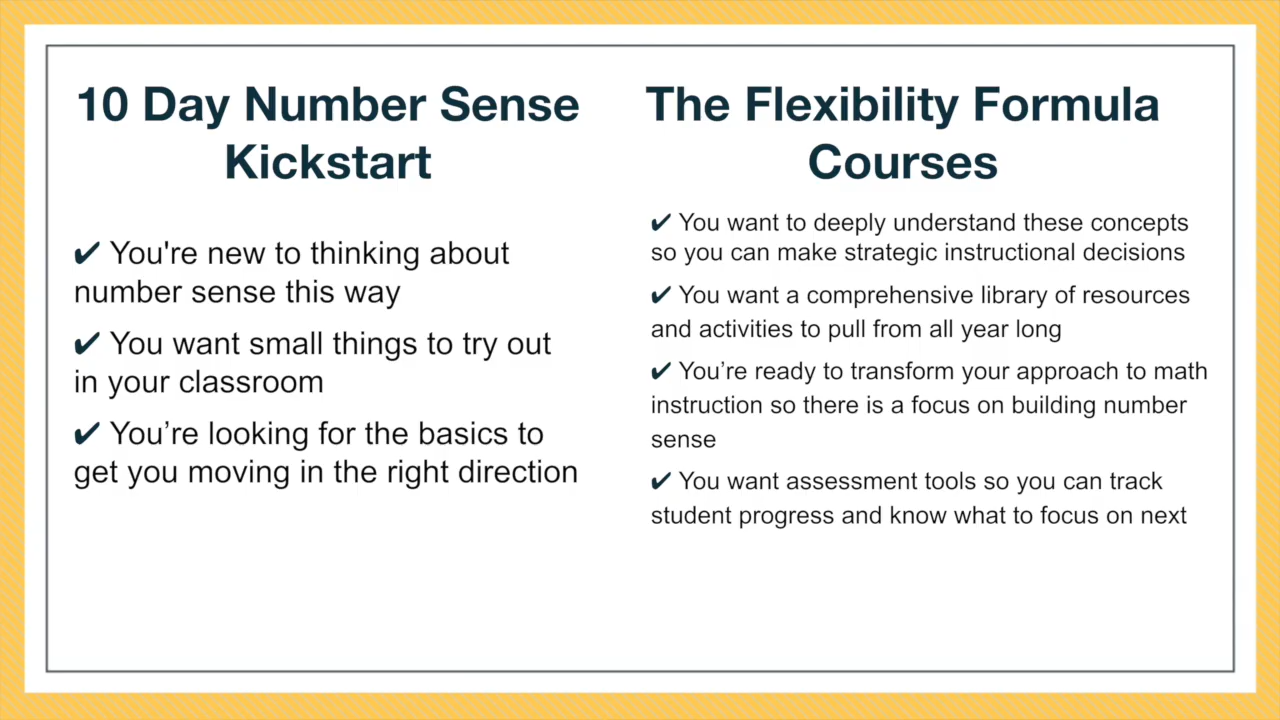 10 Day Number Sense
Kickstart
✔ You're new to thinking about
number sense this way
✔ You want small things to try out
in your classroom
✔ You’re looking for the basics to
get you moving in the right direction
The Flexibility Formula
Courses
✔ You want to deeply understand these concepts
so you can make strategic instructional decisions
✔ You want a comprehensive library of resources
and activities to pull from all year long
✔ You’re ready to transform your approach to math
instruction so there is a focus on building number
sense
✔ You want assessment tools so you can track
student progress and know what to focus on next